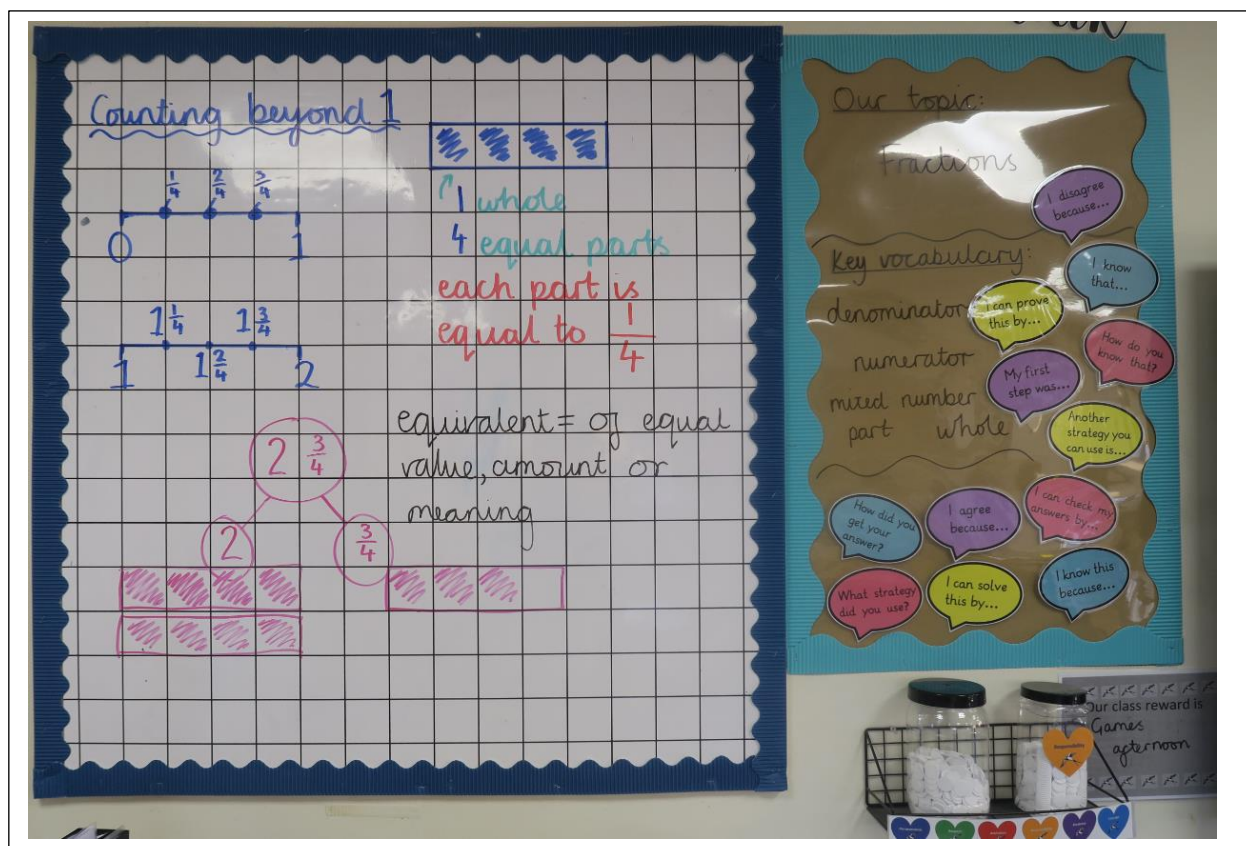 Counting beyond 1
1/4 2/4 3/4
0 1
1 1/4 1 3/4
1 1 2/4 2
1 whole
4 equal parts
each part is
equal to 1/4
equivalent = of equal
value, amount or
meaning
2 3/4
2 3/4
Our topic:
Fractions
Key vocabulary:
denominator
numerator
mixed number
part whole
I disagree
because...
I know
that...
I can prove
this by...
How do you
know that?
My first
step was...
Another
strategy you
can use is...
How did you
get your
answer?
I agree
because...
I can check my
answers by...
What strategy
did you use?
I can solve
this by...
I know this
because...
Our class reward is
Games
afternoon
Responsibility